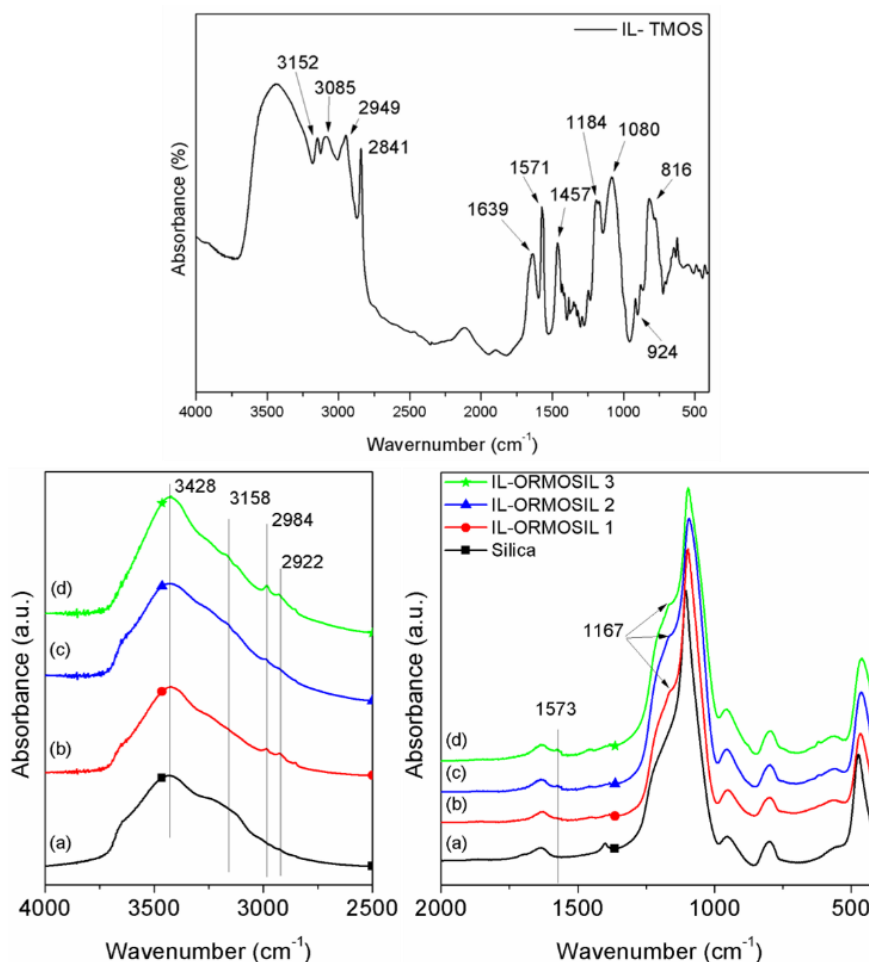 IL- TMOS
3152
3085
2949
2841
1184
1080
1571
816
1457
1639
924
Absorbance (%)
4000 3500 3000 2500 2000 1500 1000 500
Wavernumber (cm-1)
3428
3158
2984
2922
(d)
(c)
(b)
(a)
Absorbance (a.u.)
4000 3500 3000 2500
Wavenumber (cm-1)
IL-ORMOSIL 3
IL-ORMOSIL 2
IL-ORMOSIL 1
Silica
1167
1573
(d)
(c)
(b)
(a)
Absorbance (a.u.)
2000 1500 1000 500
Wavenumber (cm-1)